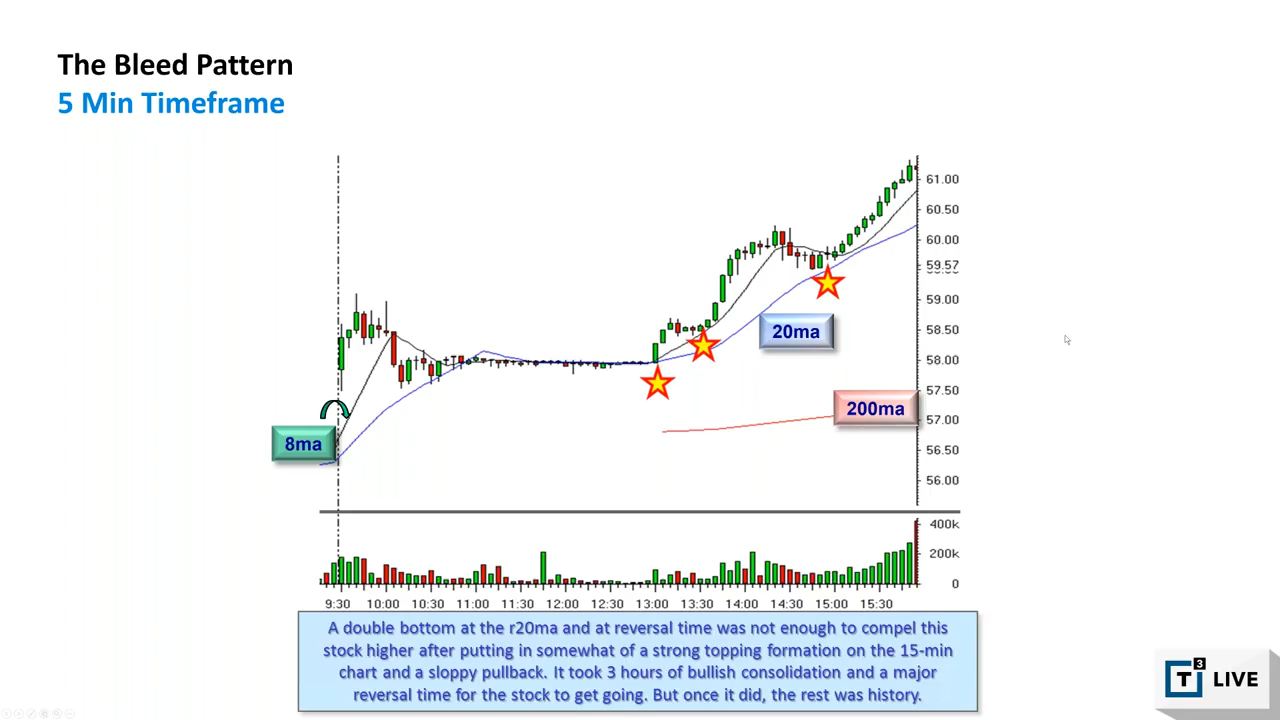 The Bleed Pattern
5 Min Timeframe
61.00
60.50
60.00
59.57
59.00
58.50
58.00
57.50
57.00
56.50
56.00
20ma
200ma
8ma
400k
200k
0
9:30 10:00 10:30 11:00 11:30 12:00 12:30 13:00 13:30 14:00 14:30 15:00 15:30
A double bottom at the r20ma and at reversal time was not enough to compel this
stock higher after putting in somewhat of a strong topping formation on the 15-min
chart and a sloppy pullback. It took 3 hours of bullish consolidation and a major
reversal time for the stock to get going. But once it did, the rest was history.
T3 LIVE